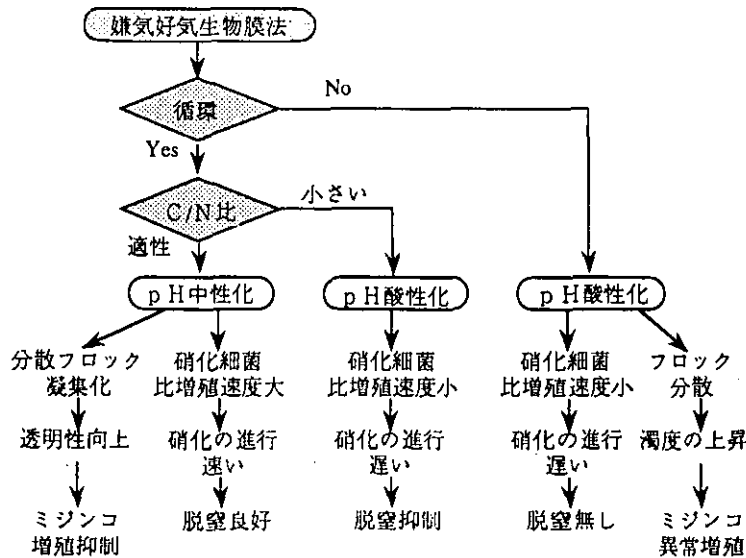 嫌気好気生物膜法
循環
No
Yes
C/N比
小さい
適性
pH中性化
pH酸性化
pH酸性化
分散フロック
凝集化
硝化細菌
比増殖速度大
硝化細菌
比増殖速度小
硝化細菌
比増殖速度小
フロック
分散
透明性向上
硝化の進行
速い
硝化の進行
遅い
硝化の進行
遅い
濁度の上昇
ミジンコ
増殖抑制
脱窒良好
脱窒抑制
脱窒無し
ミジンコ
異常増殖